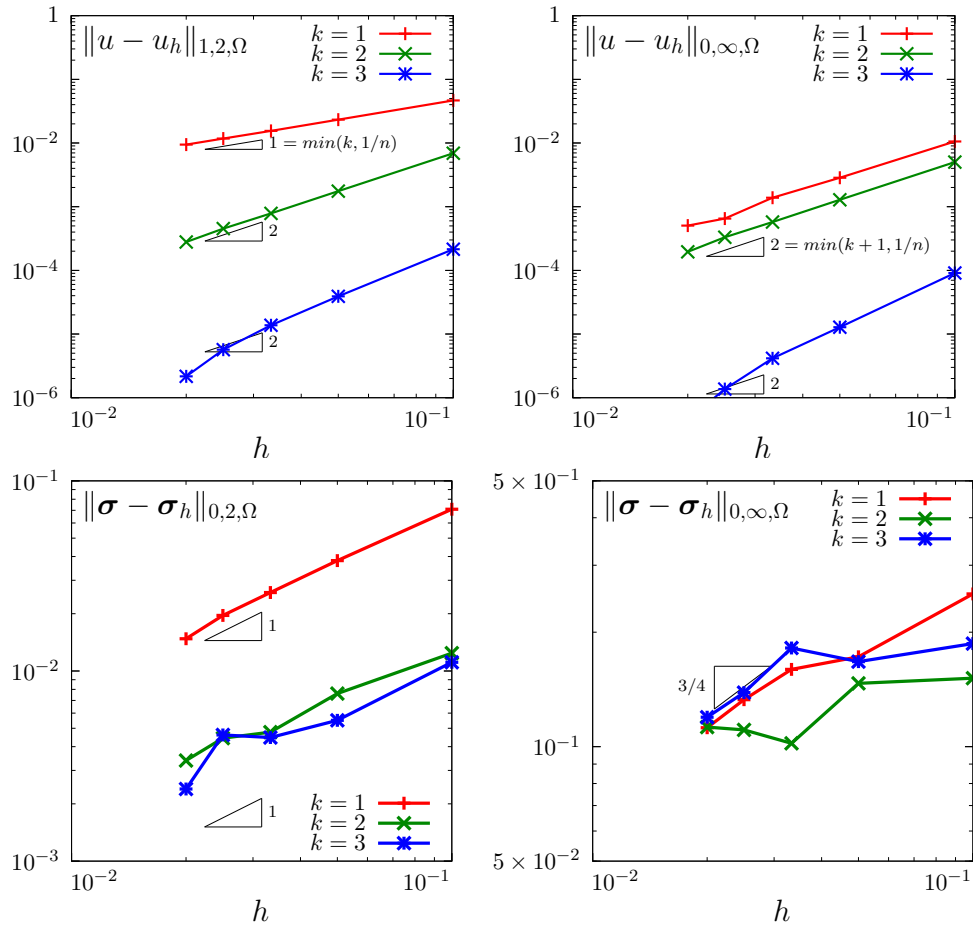 ‖u − u_h‖_{1,2,Ω}
k = 1
k = 2
k = 3
1 = min(k, 1/n)
2
2
1
10^{-2}
10^{-4}
10^{-6}
10^{-2}
10^{-1}
h
‖u − u_h‖_{0,∞,Ω}
k = 1
k = 2
k = 3
2 = min(k + 1, 1/n)
2
1
10^{-2}
10^{-4}
10^{-6}
10^{-2}
10^{-1}
h
‖σ − σ_h‖_{0,2,Ω}
1
1
k = 1
k = 2
k = 3
10^{-1}
10^{-2}
10^{-3}
10^{-2}
10^{-1}
h
‖σ − σ_h‖_{0,∞,Ω}
k = 1
k = 2
k = 3
3/4
5 × 10^{-1}
10^{-1}
5 × 10^{-2}
10^{-2}
10^{-1}
h